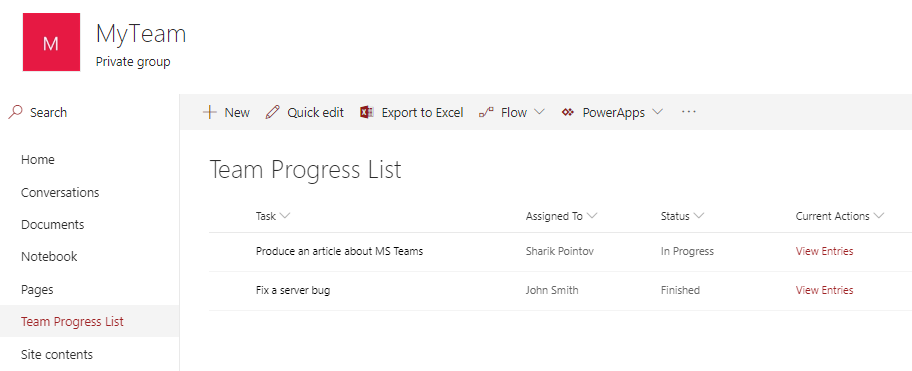 M
MyTeam
Private group
Search
New Quick edit Export to Excel Flow PowerApps ...
Home
Conversations
Documents
Notebook
Pages
Team Progress List
Site contents
Team Progress List
Task Assigned To Status Current Actions
Produce an article about MS Teams Sharik Pointov In Progress View Entries
Fix a server bug John Smith Finished View Entries